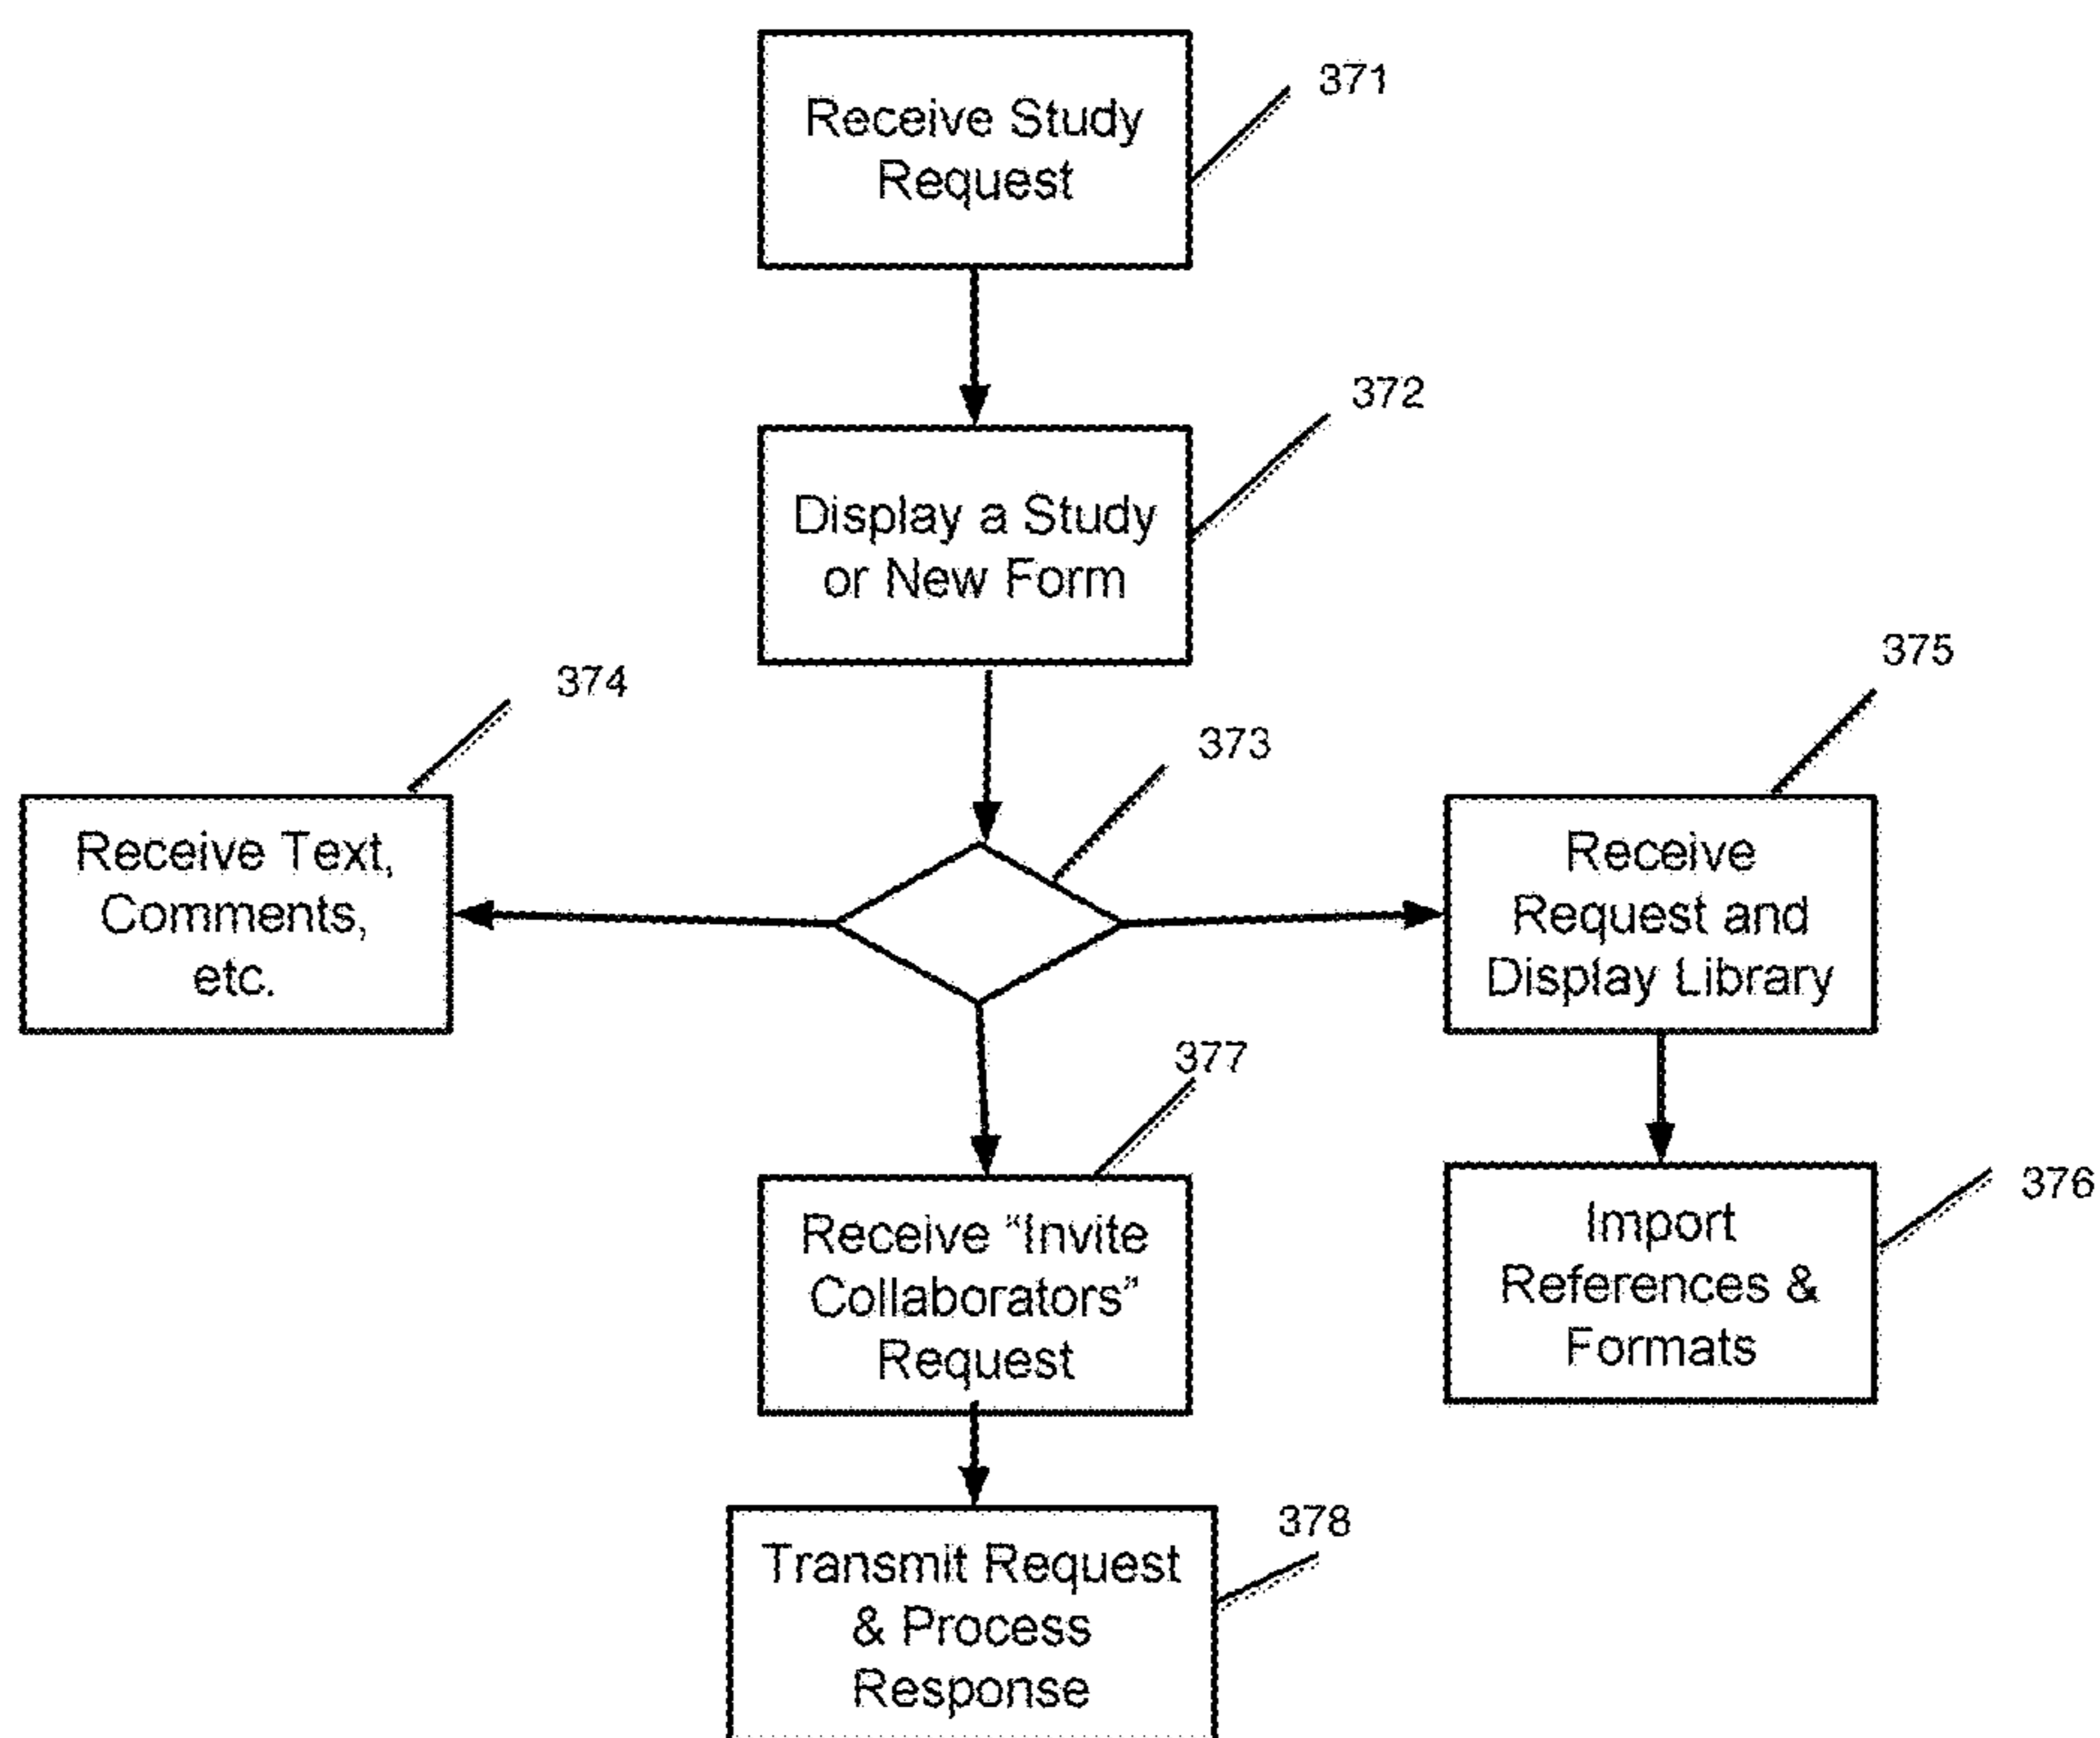 371
Receive Study
Request
372
Display a Study
or New Form
375
374
373
Receive Text,
Comments,
etc.
Receive
Request and
Display Library
377
376
Receive “Invite
Collaborators”
Request
Import
References &
Formats
378
Transmit Request
& Process
Response